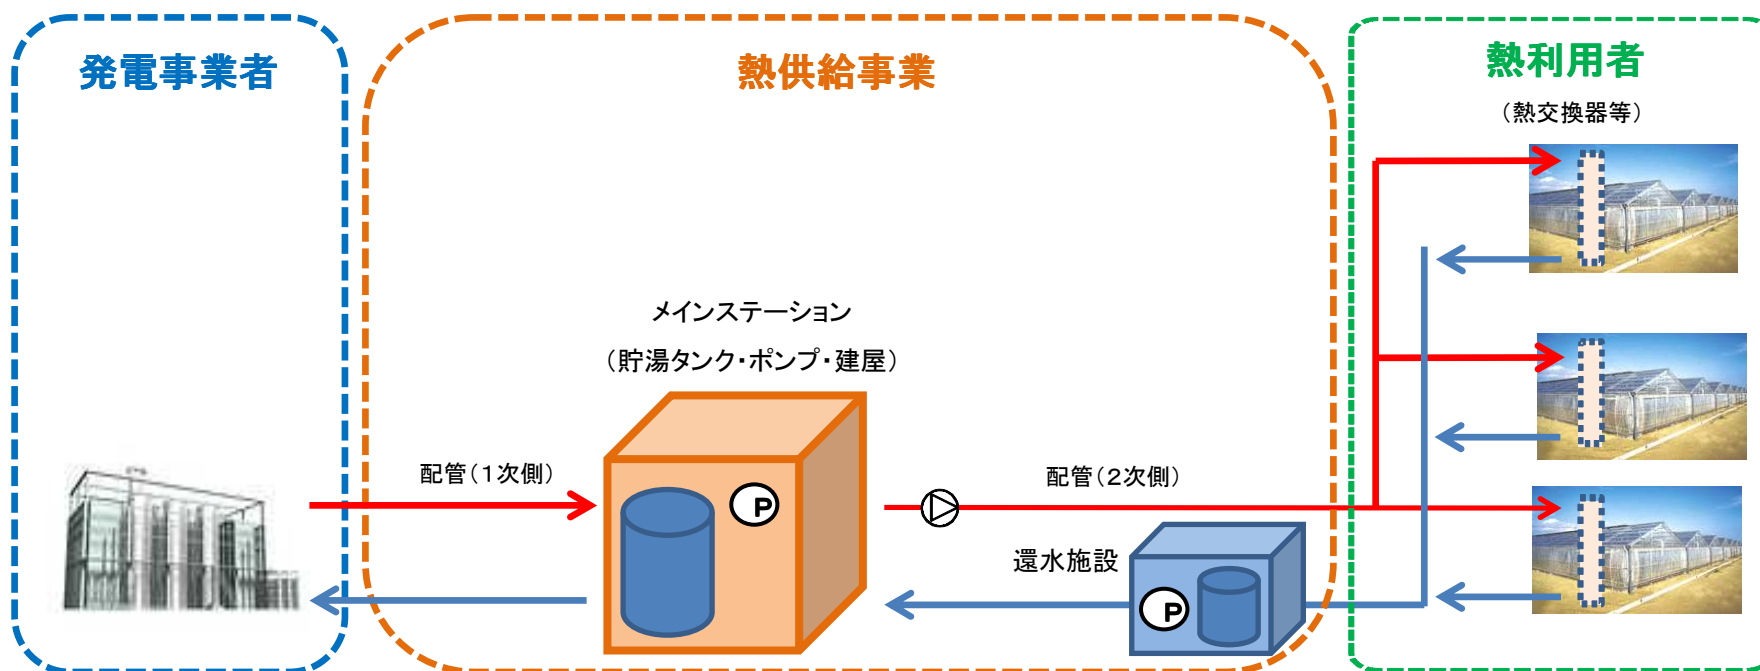 発電事業者
熱供給事業
熱利用者
（熱交換器等）
メインステーション
（貯湯タンク・ポンプ・建屋）
配管（１次側）
P
配管（２次側）
還水施設
P